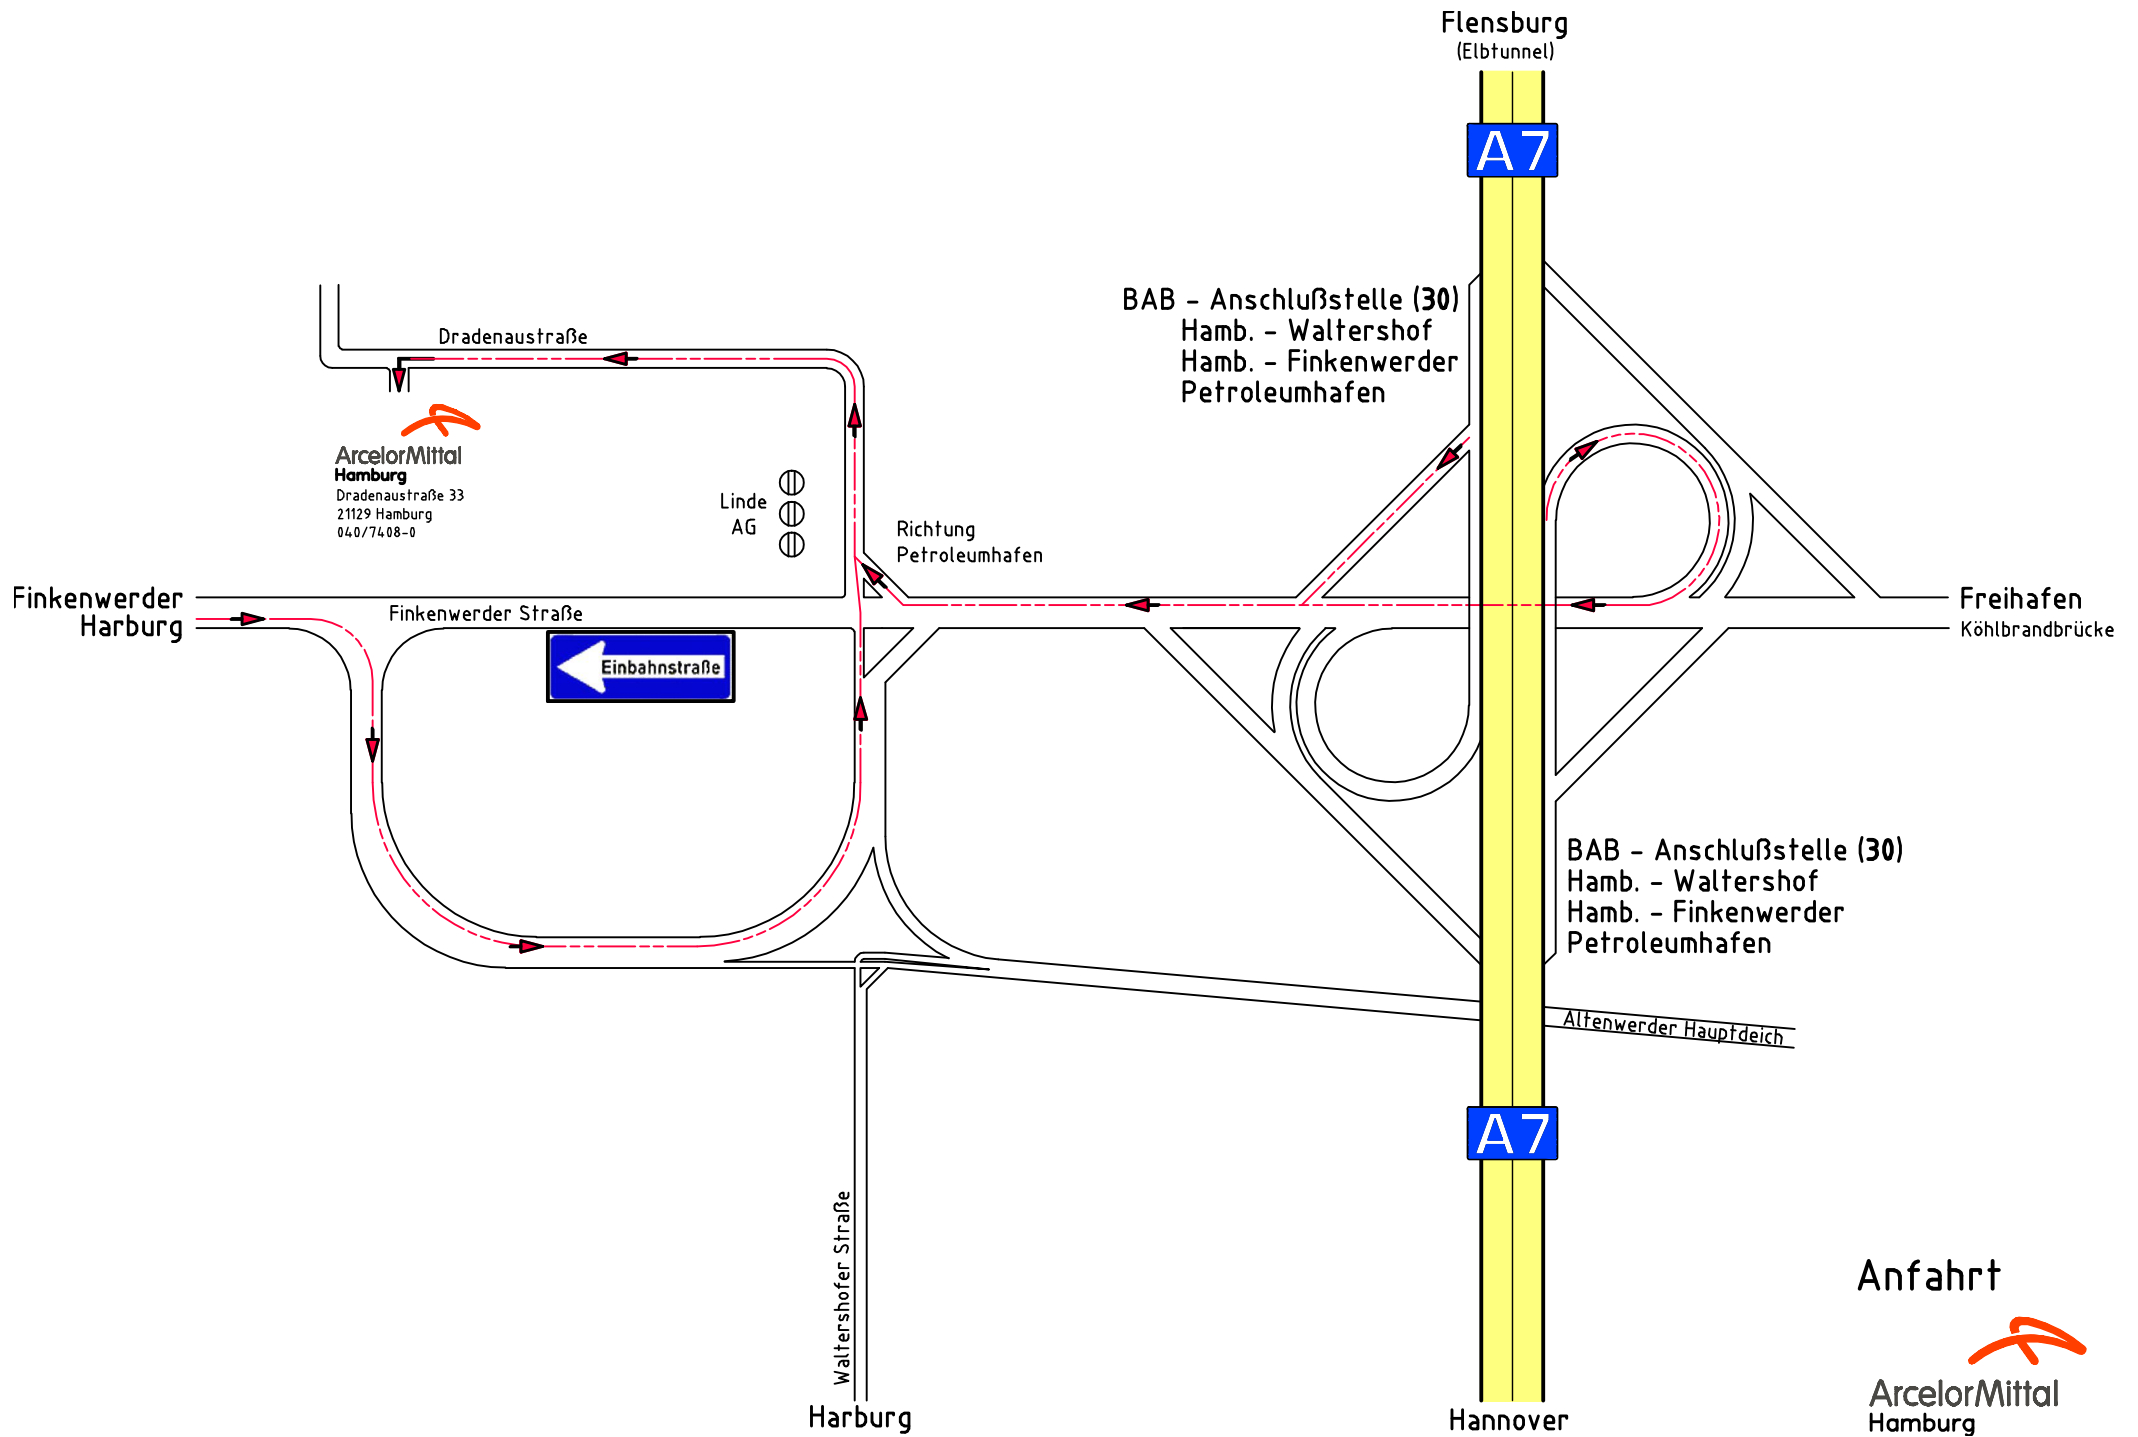 Flensburg
(Elbtunnel)
A7
BAB - Anschlußstelle (30)
Hamb. - Waltershof
Hamb. - Finkenwerder
Petroleumhafen
Dradenaustraße
ArcelorMittal
Hamburg
Dradenaustraße 33
21129 Hamburg
040/7408-0
Linde
AG
Richtung
Petroleumhafen
Finkenwerder
Harburg
Finkenwerder Straße
Einbahnstraße
Freihafen
Köhlbrandbrücke
BAB - Anschlußstelle (30)
Hamb. - Waltershof
Hamb. - Finkenwerder
Petroleumhafen
Altenwerder Hauptdeich
A7
Waltershofer Straße
Harburg
Hannover
Anfahrt
ArcelorMittal
Hamburg